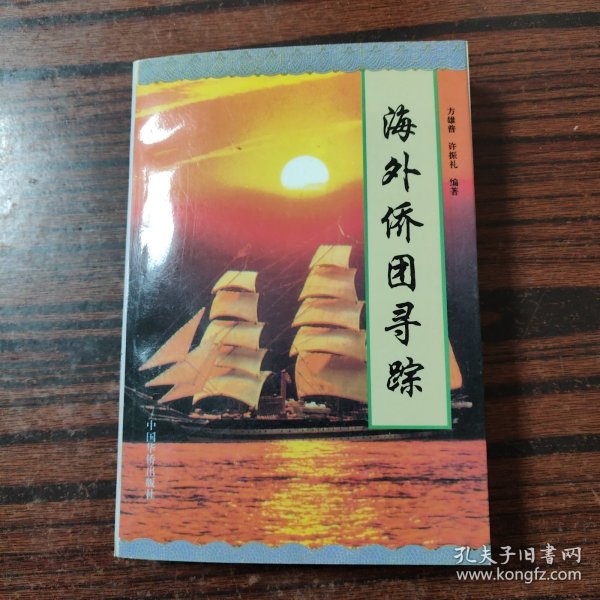 海外侨团寻踪
方雄普 许振礼 编著
中国华侨出版社
孔夫子旧书网
www.kongfz.com